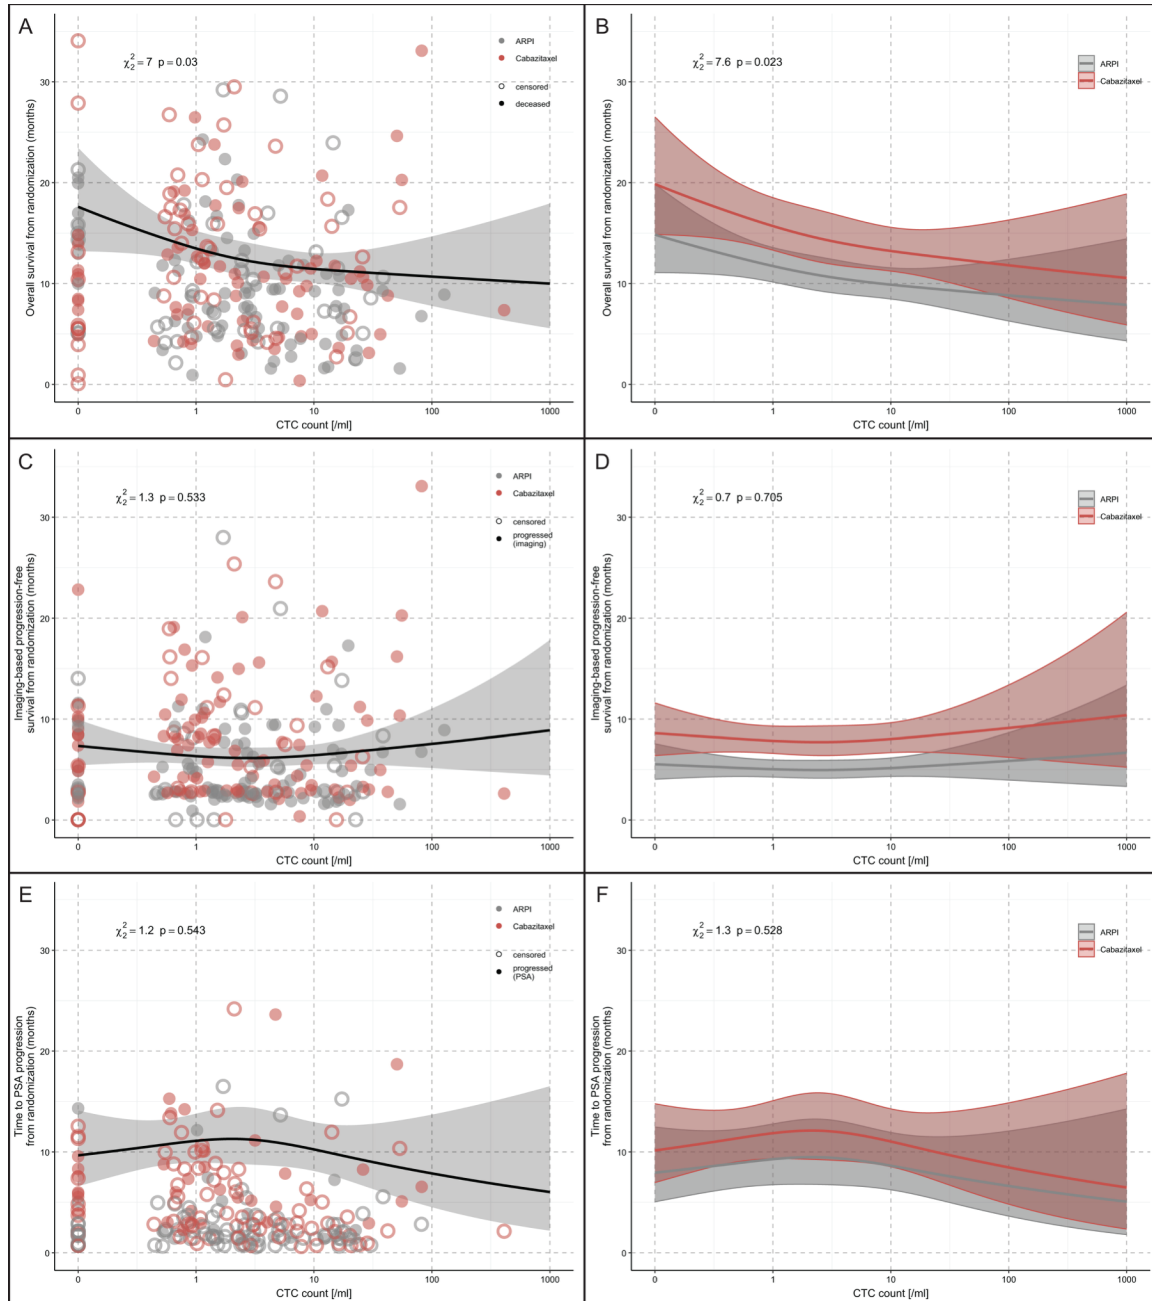 A
χ₂² = 7 p = 0.03
ARPI
Cabazitaxel
censored
deceased
Overall survival from randomization (months)
30
20
10
0
0 1 10 100 1000
CTC count [/ml]
B
χ₂² = 7.6 p = 0.023
ARPI
Cabazitaxel
Overall survival from randomization (months)
30
20
10
0
0 1 10 100 1000
CTC count [/ml]
C
χ₂² = 1.3 p = 0.533
ARPI
Cabazitaxel
censored
progressed
(imaging)
Imaging-based progression-free
survival from randomization (months)
30
20
10
0
0 1 10 100 1000
CTC count [/ml]
D
χ₂² = 0.7 p = 0.705
ARPI
Cabazitaxel
Imaging-based progression-free
survival from randomization (months)
30
20
10
0
0 1 10 100 1000
CTC count [/ml]
E
χ₂² = 1.2 p = 0.543
ARPI
Cabazitaxel
censored
progressed
(PSA)
Time to PSA progression
from randomization (months)
30
20
10
0
0 1 10 100 1000
CTC count [/ml]
F
χ₂² = 1.3 p = 0.528
ARPI
Cabazitaxel
Time to PSA progression
from randomization (months)
30
20
10
0
0 1 10 100 1000
CTC count [/ml]